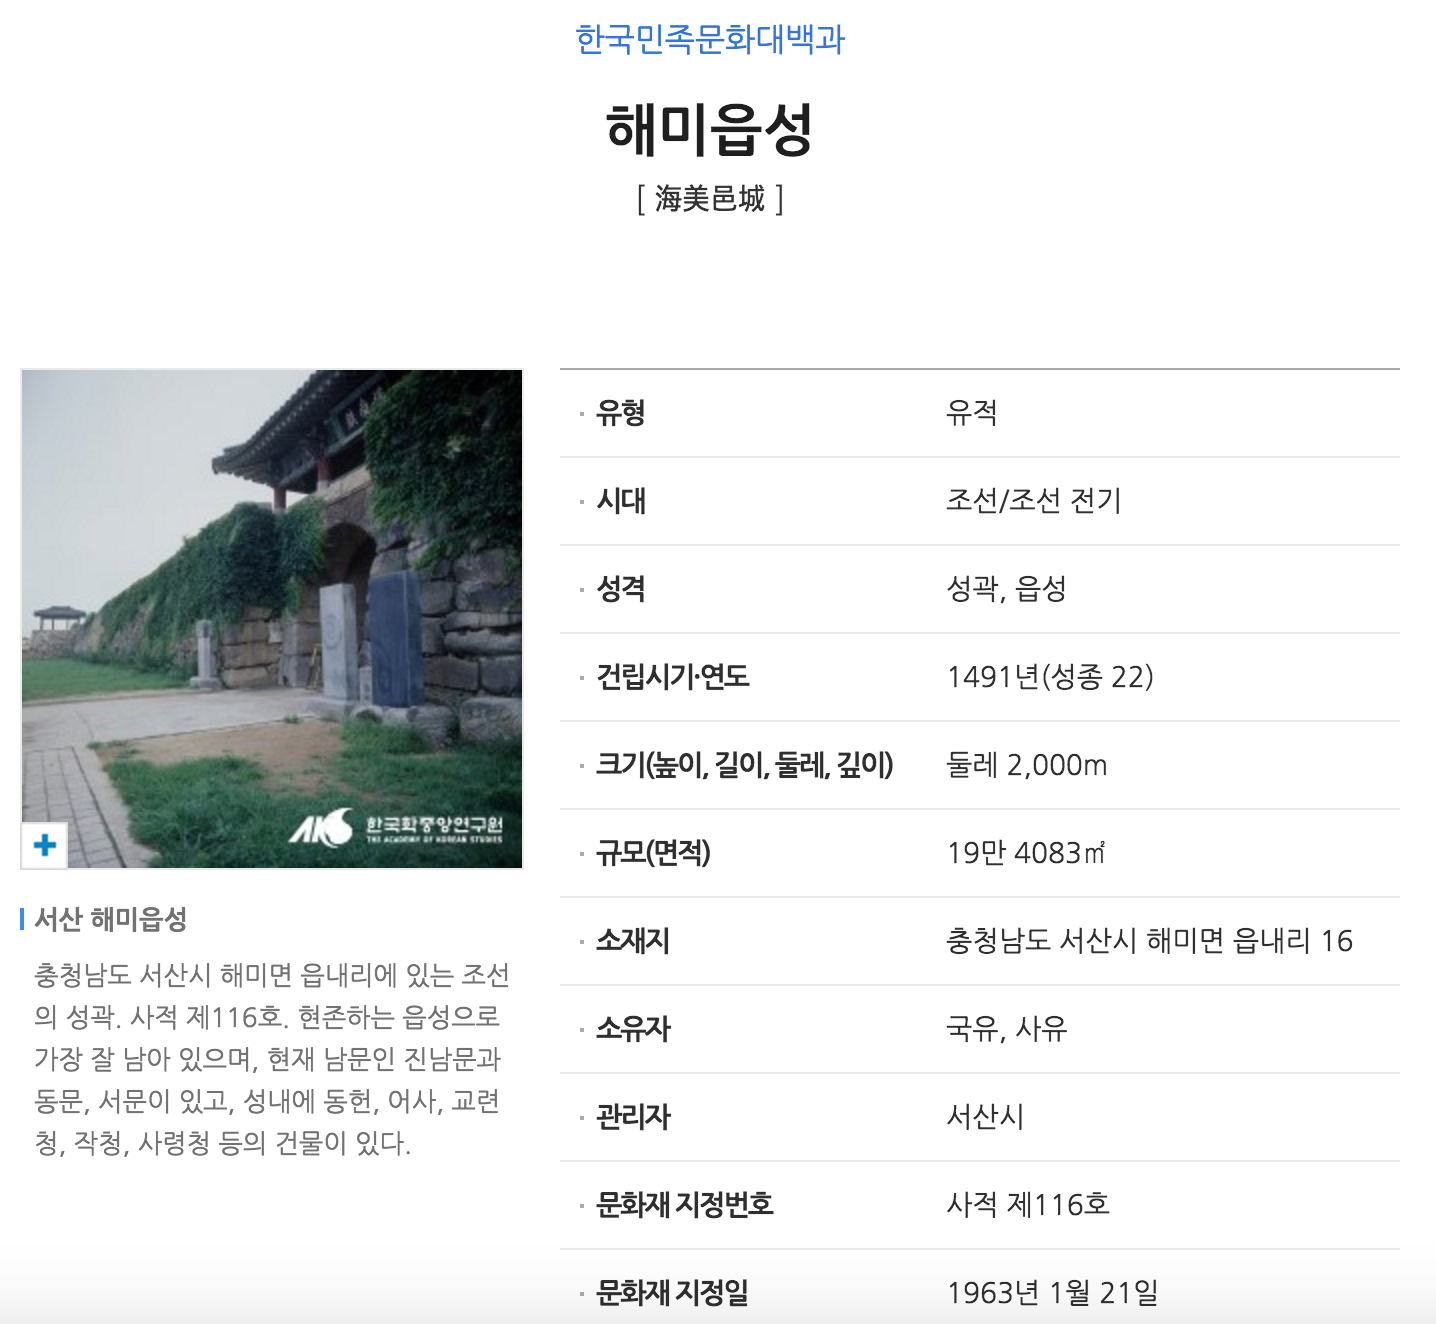 한국민족문화대백과
해미읍성
[ 海美邑城 ]
AKS 한국학중앙연구원
THE ACADEMY OF KOREAN STUDIES
서산 해미읍성
충청남도 서산시 해미면 읍내리에 있는 조선
의 성곽. 사적 제116호. 현존하는 읍성으로
가장 잘 남아 있으며, 현재 남문인 진남문과
동문, 서문이 있고, 성내에 동헌, 어사, 교련
청, 작청, 사령청 등의 건물이 있다.
· 유형 유적
· 시대 조선/조선 전기
· 성격 성곽, 읍성
· 건립시기·연도 1491년(성종 22)
· 크기(높이, 길이, 둘레, 깊이) 둘레 2,000m
· 규모(면적) 19만 4083㎡
· 소재지 충청남도 서산시 해미면 읍내리 16
· 소유자 국유, 사유
· 관리자 서산시
· 문화재 지정번호 사적 제116호
· 문화재 지정일 1963년 1월 21일